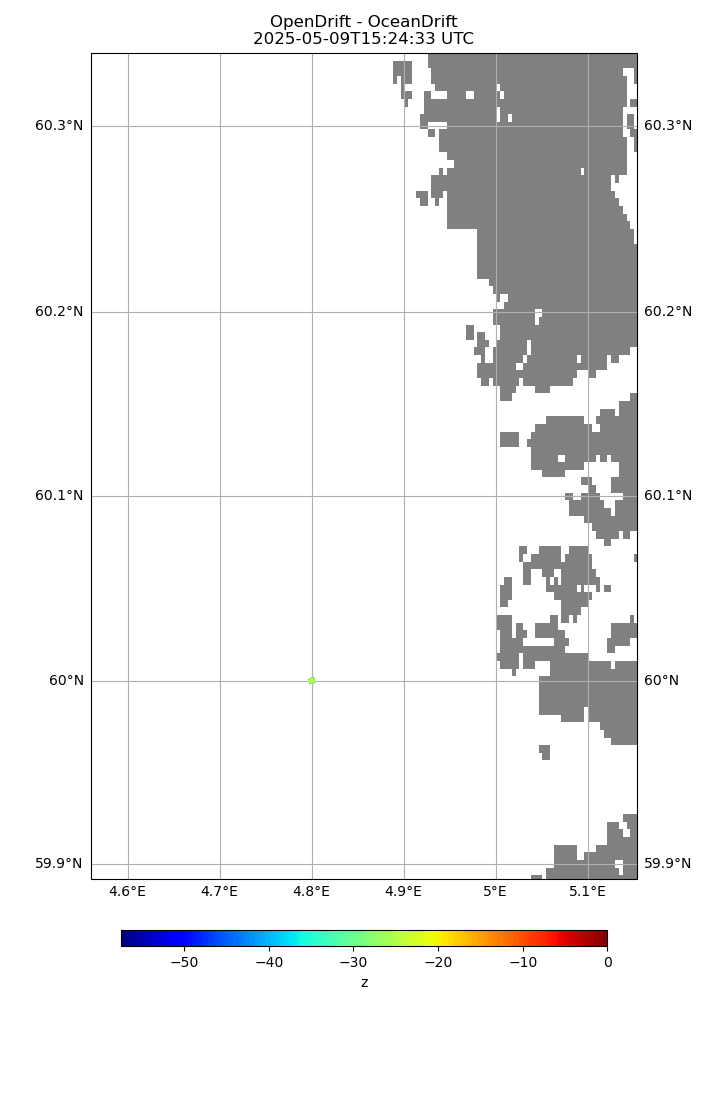 OpenDrift - OceanDrift
2025-05-09T15:24:33 UTC
60.3°N 60.3°N
60.2°N 60.2°N
60.1°N 60.1°N
60°N 60°N
59.9°N 59.9°N
4.6°E 4.7°E 4.8°E 4.9°E 5°E 5.1°E
−50 −40 −30 −20 −10 0
z